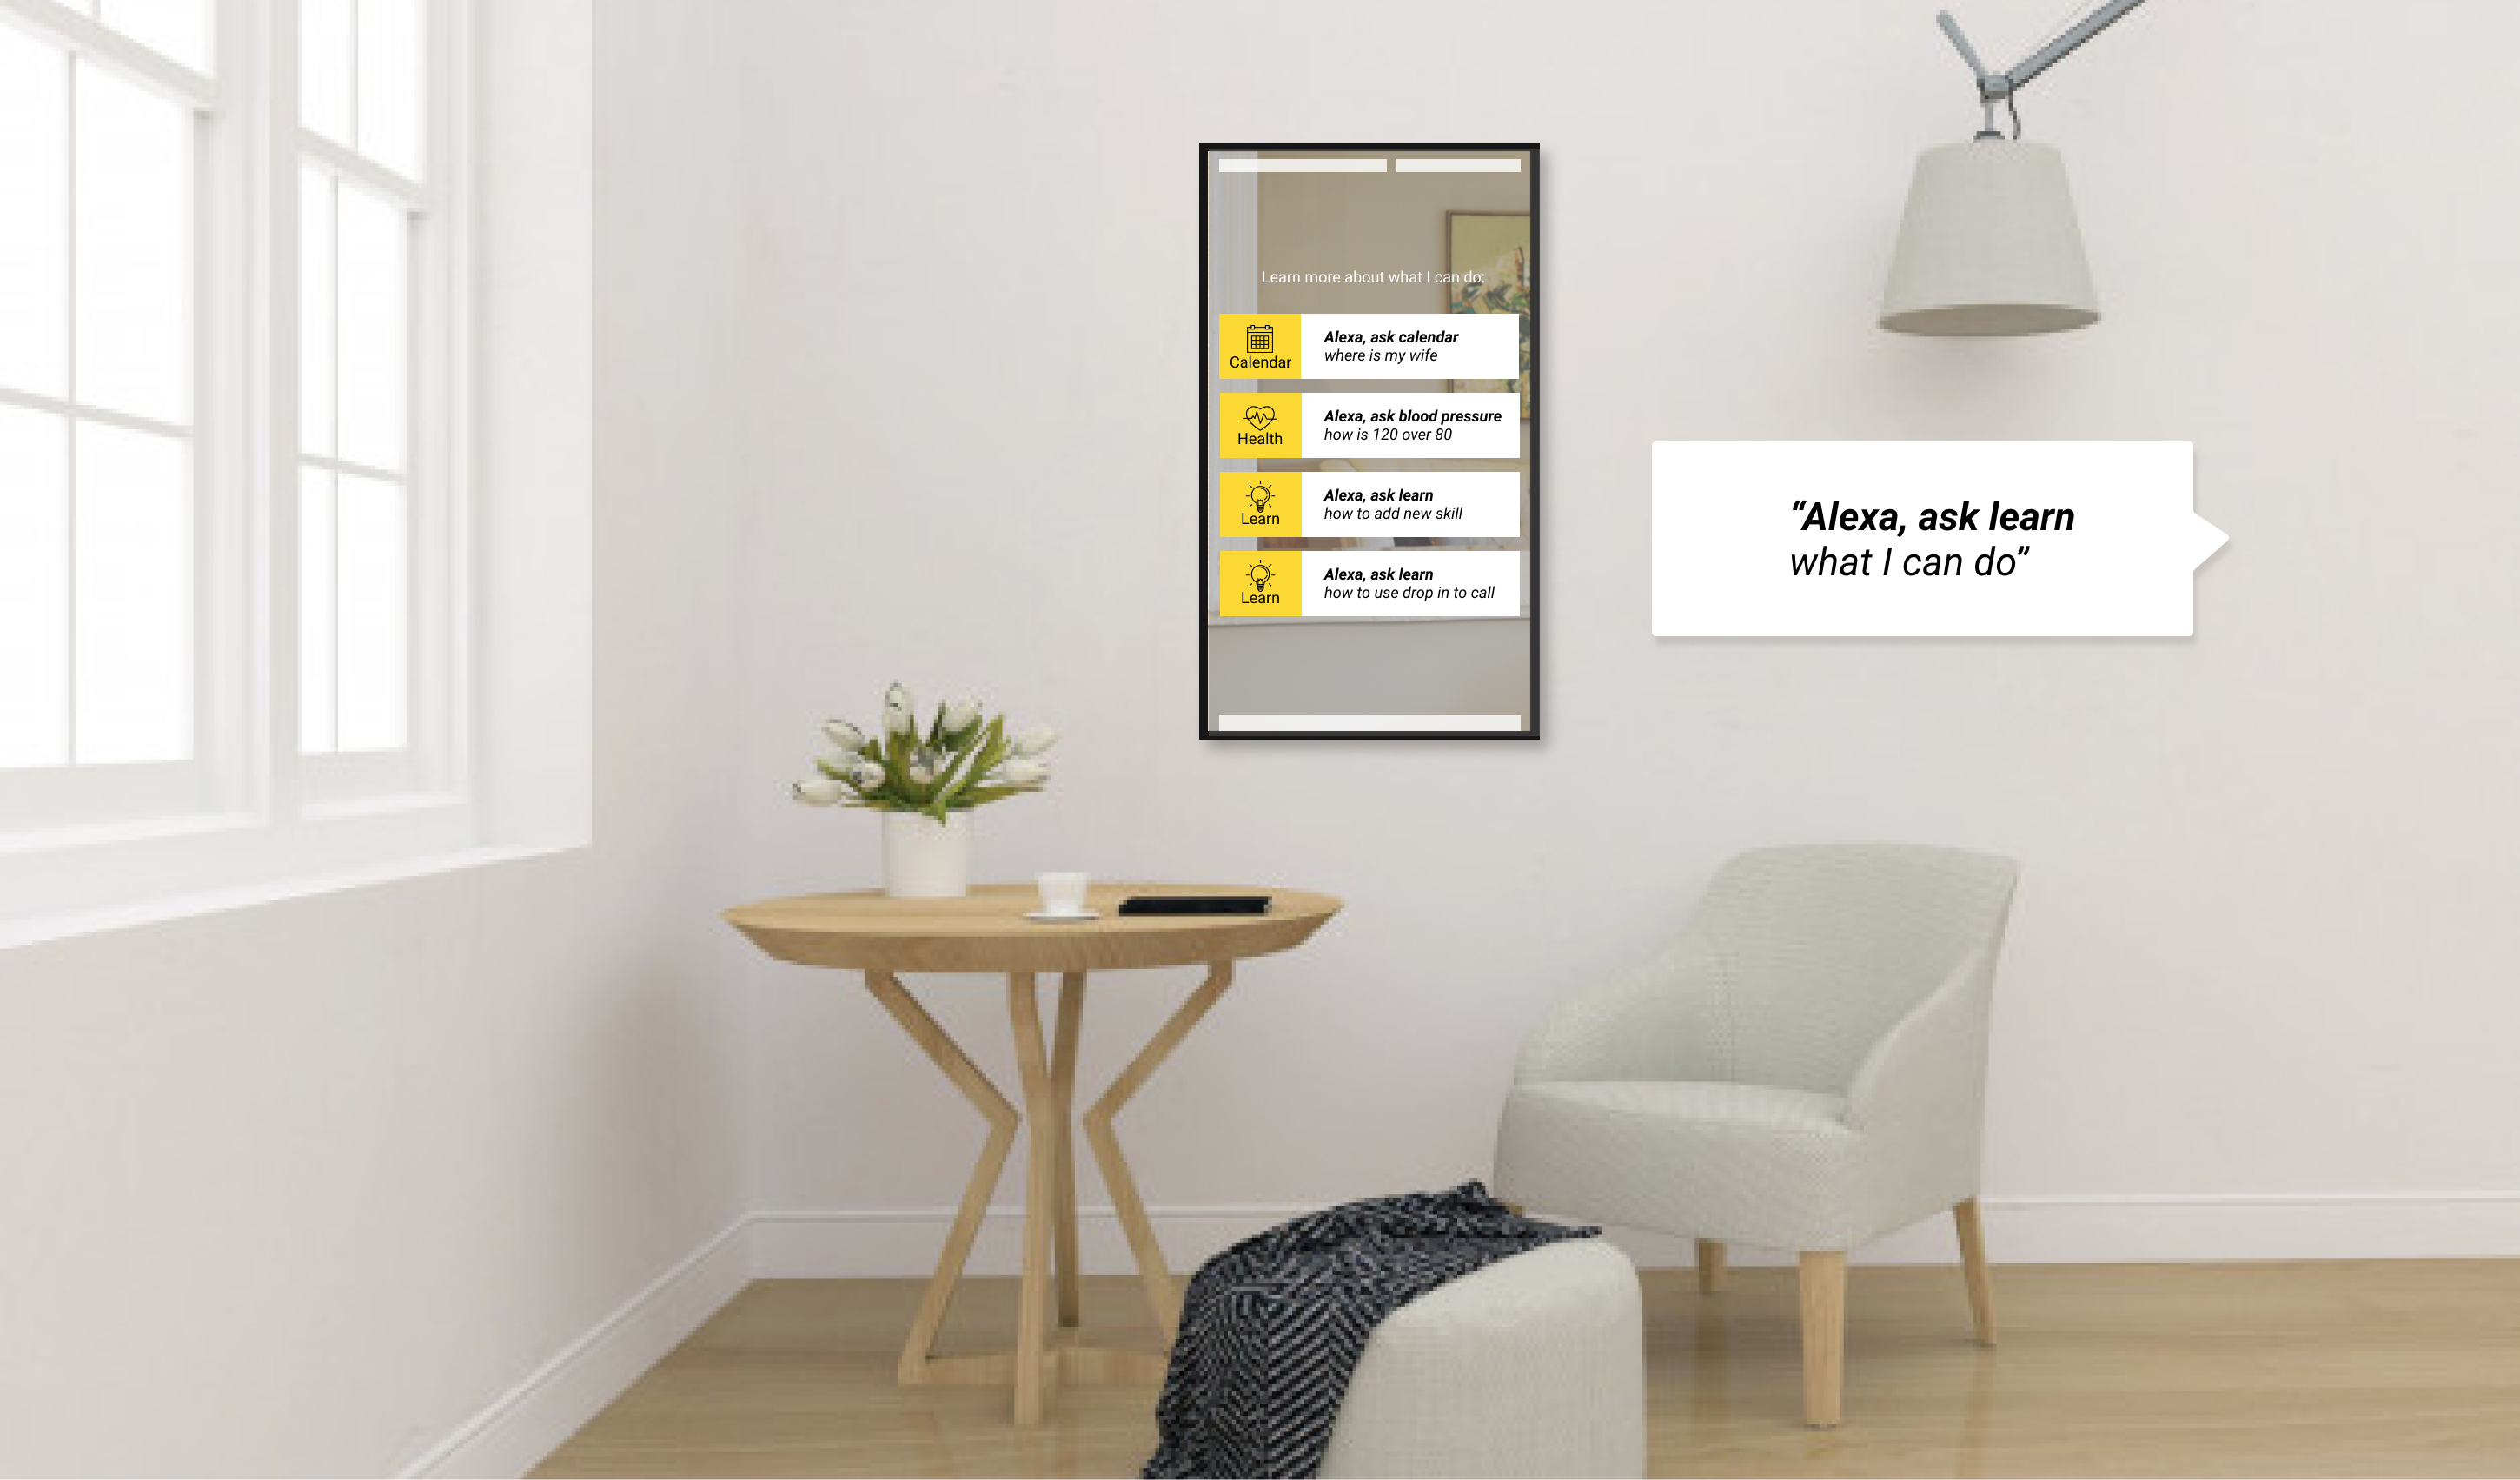 Learn more about what I can do:
Calendar
Alexa, ask calendar
where is my wife
Health
Alexa, ask blood pressure
how is 120 over 80
Learn
Alexa, ask learn
how to add new skill
Learn
Alexa, ask learn
how to use drop in to call
“Alexa, ask learn
what I can do”